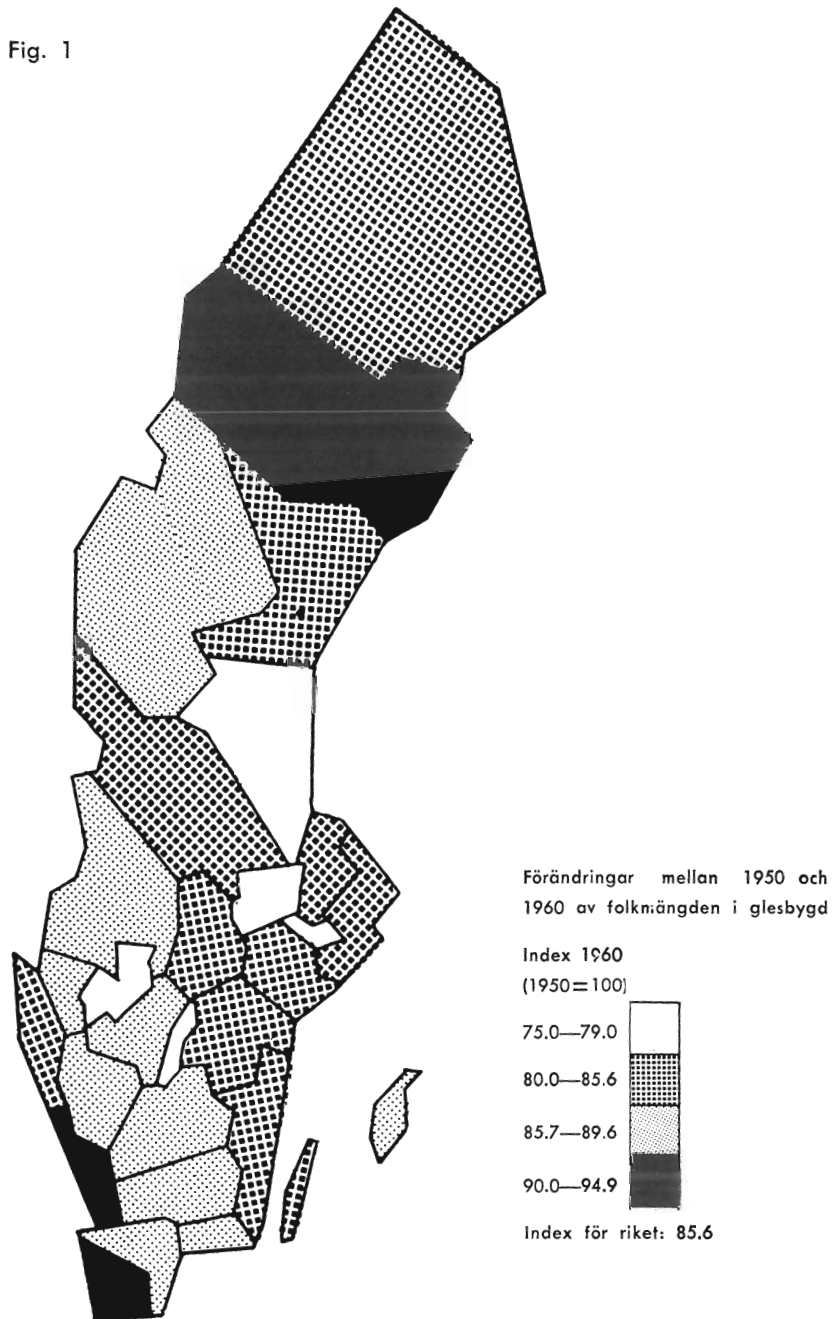 Fig. 1
Förändringar mellan 1950 och
1960 av folkmängden i glesbygd
Index 1960
(1950=100)
75.0—79.0
80.0—85.6
85.7—89.6
90.0—94.9
Index för riket: 85.6